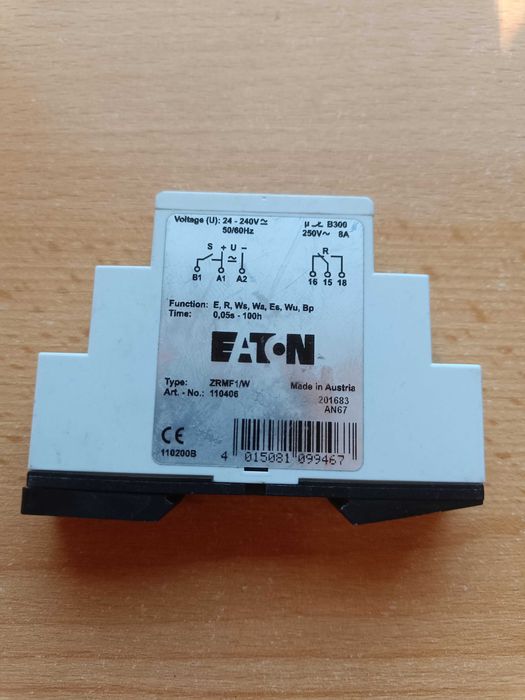 Voltage (U): 24 - 240V≂ µ B300
50/60Hz 250V~ 8A
S + U − R
≂
B1 A1 A2 16 15 18
Function: E, R, Ws, Wa, Es, Wu, Bp
Time: 0,05s - 100h
EATON
Type: ZRMF1/W Made in Austria
Art. - No.: 110406 201683
AN67
CE
110200B
4 015081 099467